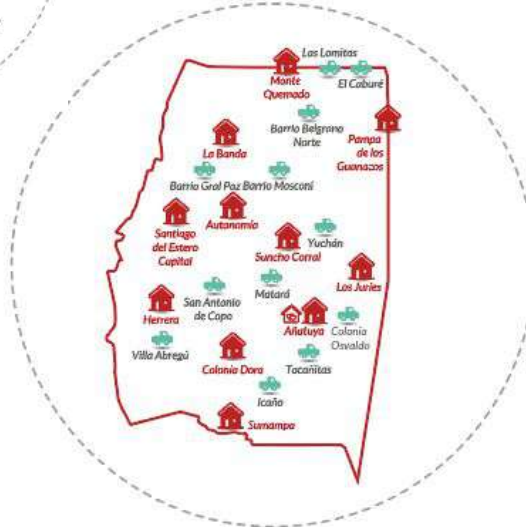 Las Lomitas
Monte
Quemado
El Caburé
Barrio Belgrano
Norte
Pampa
de los
Guanacos
La Banda
Barrio Gral Paz
Barrio Mosconi
Santiago
del Estero
Capital
Autonomía
Suncho Corral
Yuchán
Los Juríes
Herrera
San Antonio
de Copo
Matará
Añatuya
Colonia
Osvaldo
Villa Abregú
Colonia Dora
Tacañitas
Icaño
Sumampa